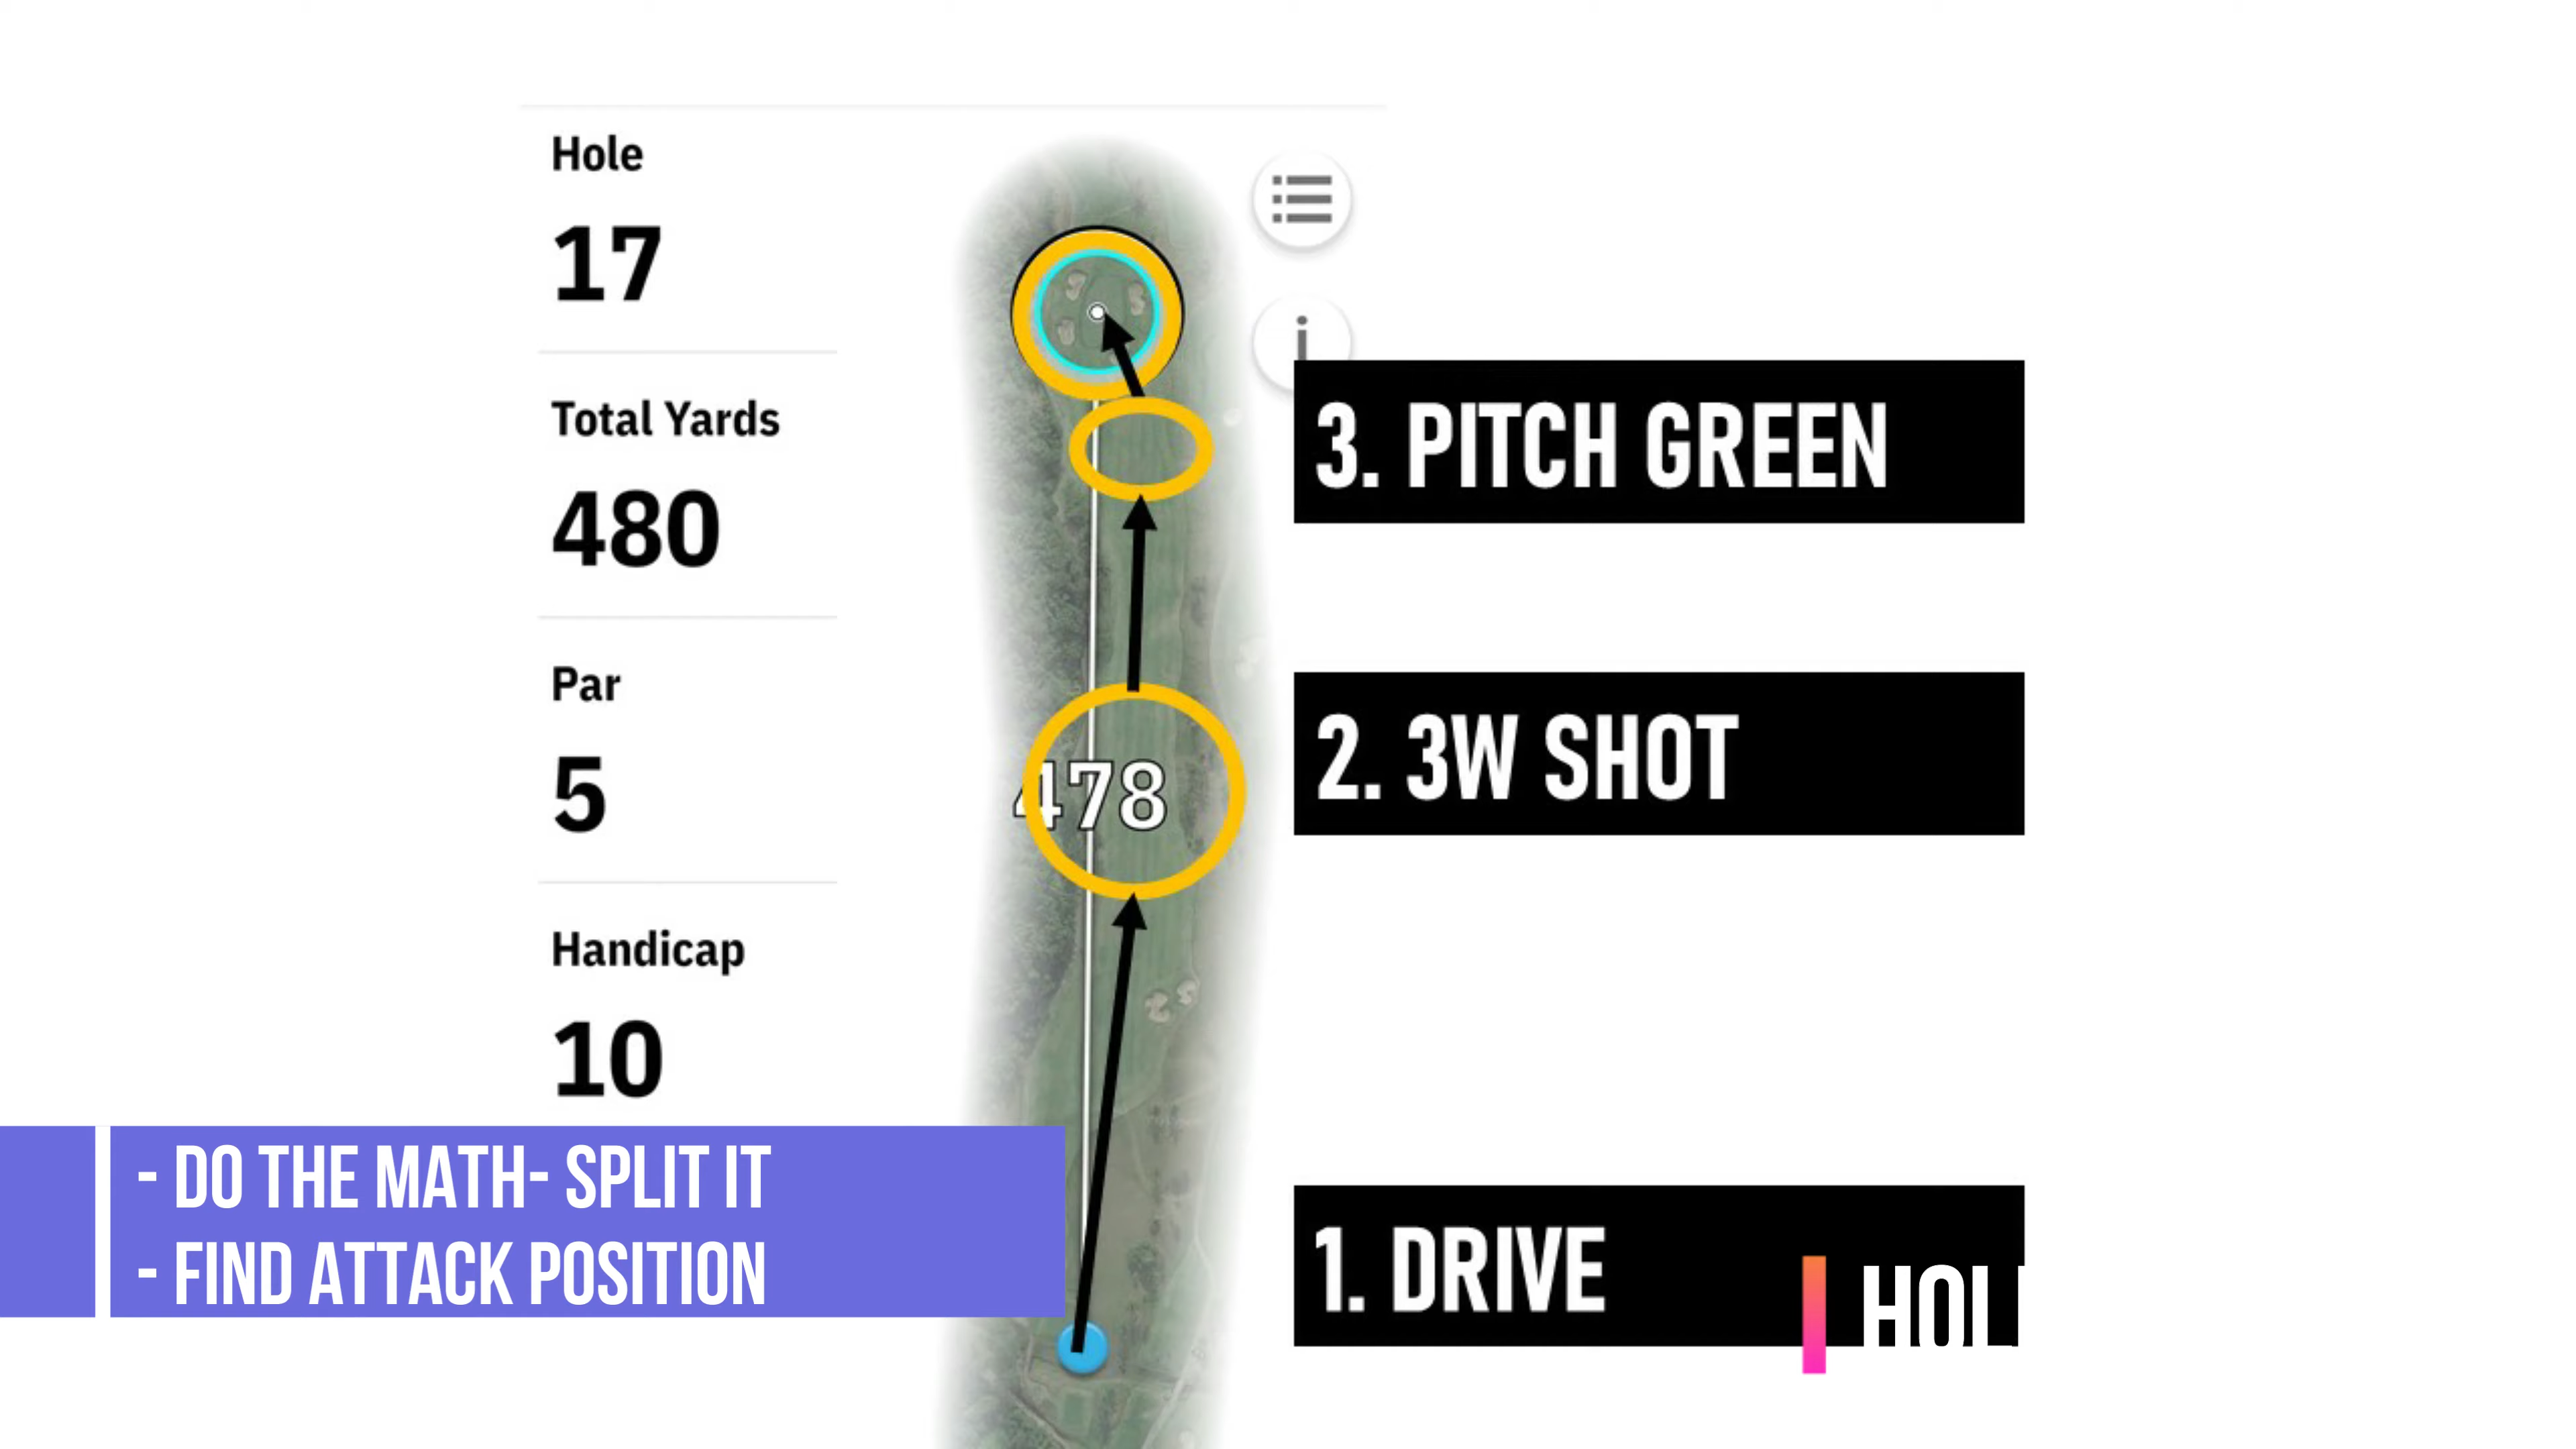 Hole
17
Total Yards
480
Par
5
Handicap
10
478
i
3. PITCH GREEN
2. 3W SHOT
1. DRIVE
- DO THE MATH- SPLIT IT
- FIND ATTACK POSITION